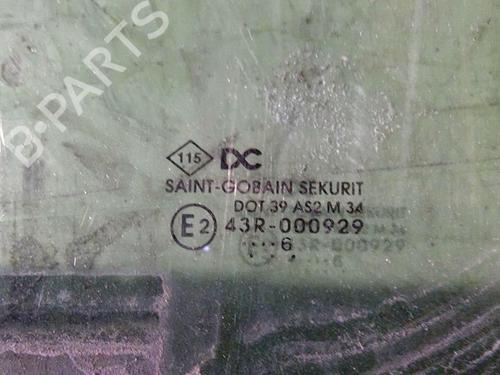 B-PARTS
115 DC
SAINT-GOBAIN SEKURIT
DOT 39 AS2 M 34
E2 43R-000929
....6